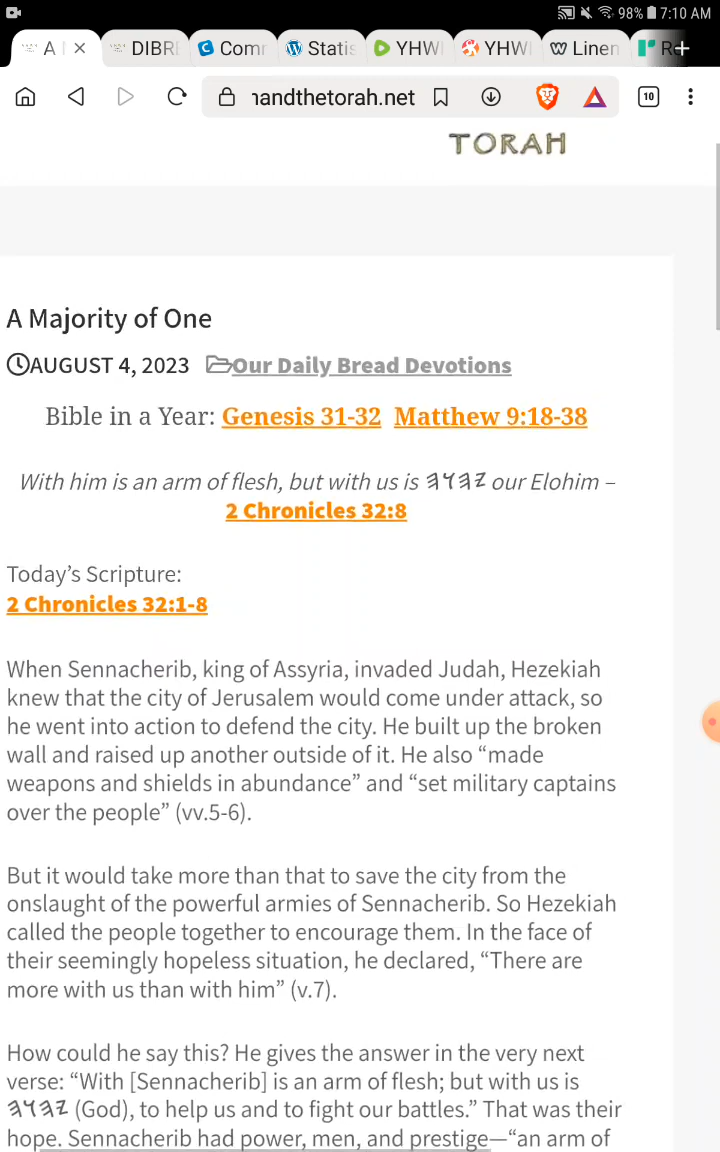 98% 7:10 AM
A DIBRI Comr Statis YHWI YHWI Linen R
handthetorah.net 10
TORAH
A Majority of One
AUGUST 4, 2023 Our Daily Bread Devotions
Bible in a Year: Genesis 31-32 Matthew 9:18-38
With him is an arm of flesh, but with us is 𐤉𐤄𐤅𐤄 our Elohim –
2 Chronicles 32:8
Today’s Scripture:
2 Chronicles 32:1-8
When Sennacherib, king of Assyria, invaded Judah, Hezekiah
knew that the city of Jerusalem would come under attack, so
he went into action to defend the city. He built up the broken
wall and raised up another outside of it. He also “made
weapons and shields in abundance” and “set military captains
over the people” (vv.5-6).
But it would take more than that to save the city from the
onslaught of the powerful armies of Sennacherib. So Hezekiah
called the people together to encourage them. In the face of
their seemingly hopeless situation, he declared, “There are
more with us than with him” (v.7).
How could he say this? He gives the answer in the very next
verse: “With [Sennacherib] is an arm of flesh; but with us is
𐤉𐤄𐤅𐤄 (God), to help us and to fight our battles.” That was their
hope. Sennacherib had power, men, and prestige—“an arm of